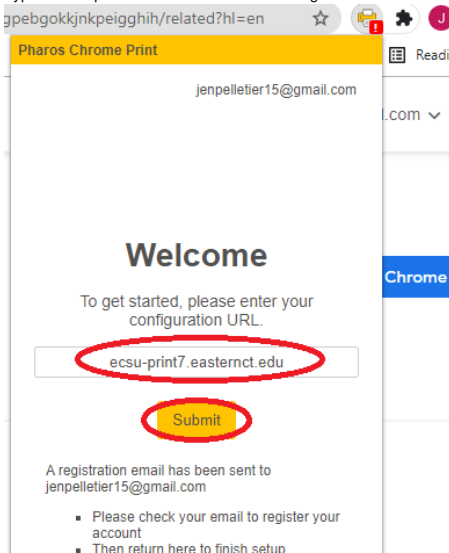 gpebgokkjnkpeigghih/related?hl=en
J
Pharos Chrome Print
Readi
jenpelletier15@gmail.com
l.com
Welcome
Chrome
To get started, please enter your
configuration URL.
ecsu-print7.easternct.edu
Submit
A registration email has been sent to
jenpelletier15@gmail.com
Please check your email to register your
account
Then return here to finish setup